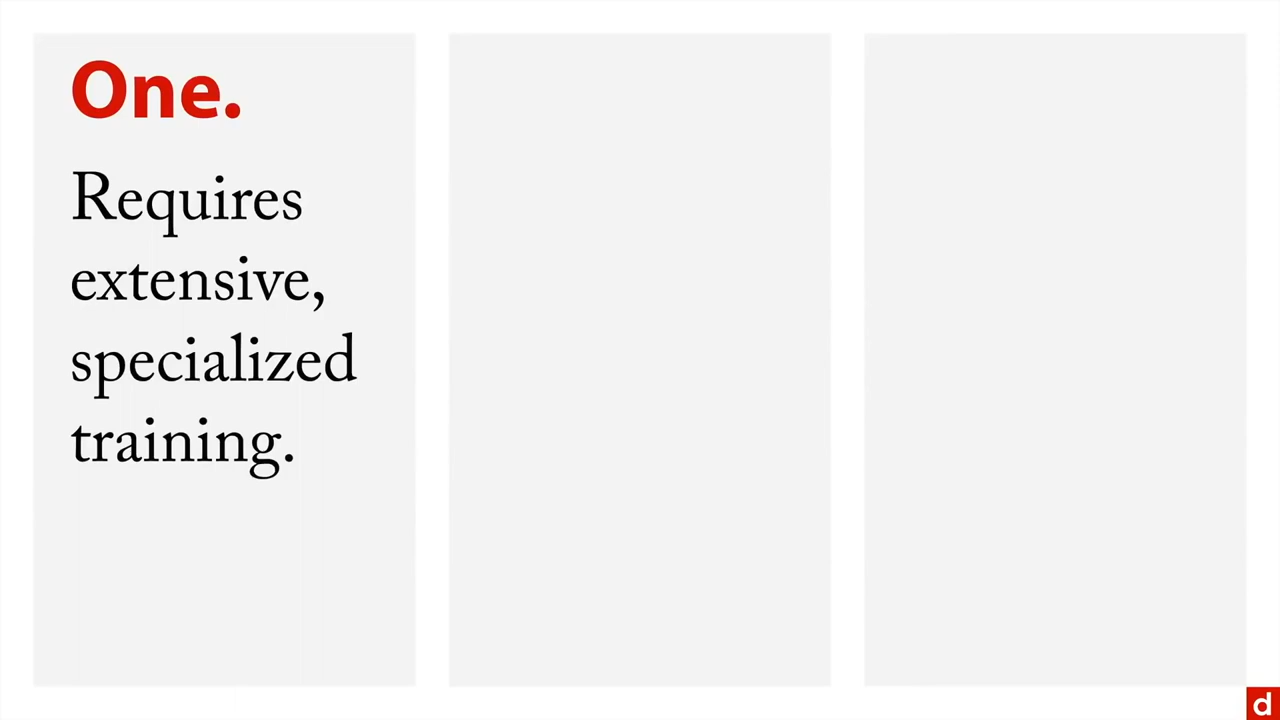 One.
Requires
extensive,
specialized
training.
d